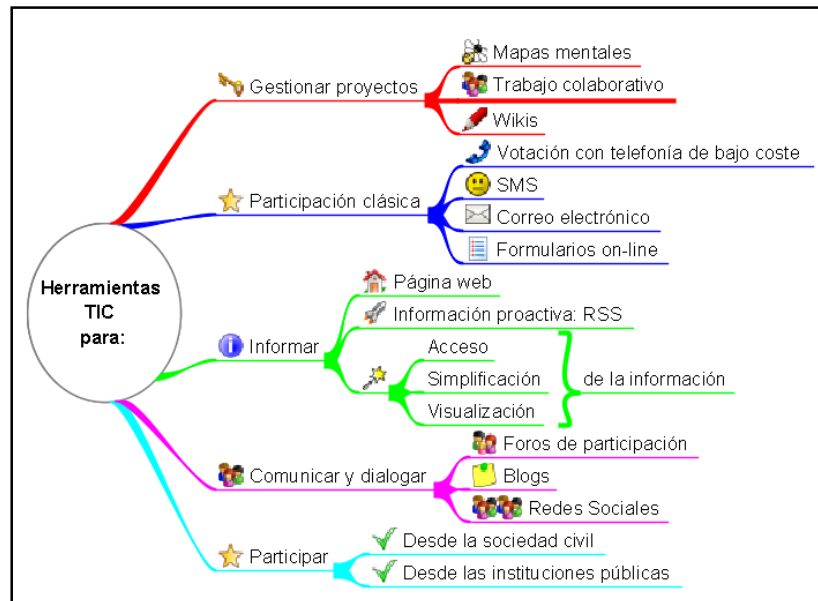 Herramientas
TIC
para:
Gestionar proyectos
Mapas mentales
Trabajo colaborativo
Wikis
Participación clásica
Votación con telefonía de bajo coste
SMS
Correo electrónico
Formularios on-line
Informar
Página web
Información proactiva: RSS
Acceso
Simplificación
Visualización
de la información
Comunicar y dialogar
Foros de participación
Blogs
Redes Sociales
Participar
Desde la sociedad civil
Desde las instituciones públicas